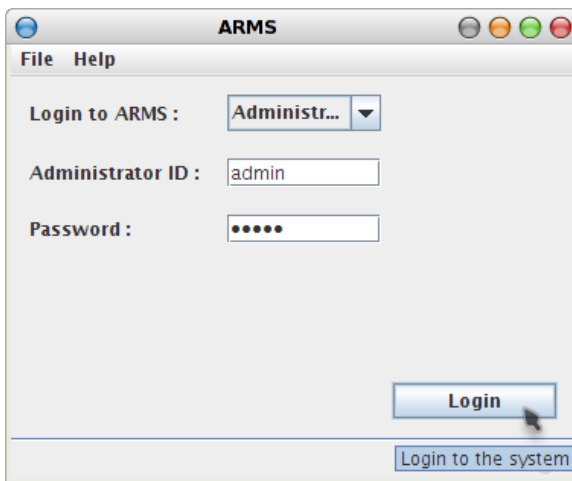 ARMS
File Help
Login to ARMS : Administr...
Administrator ID : admin
Password : •••••
Login
Login to the system